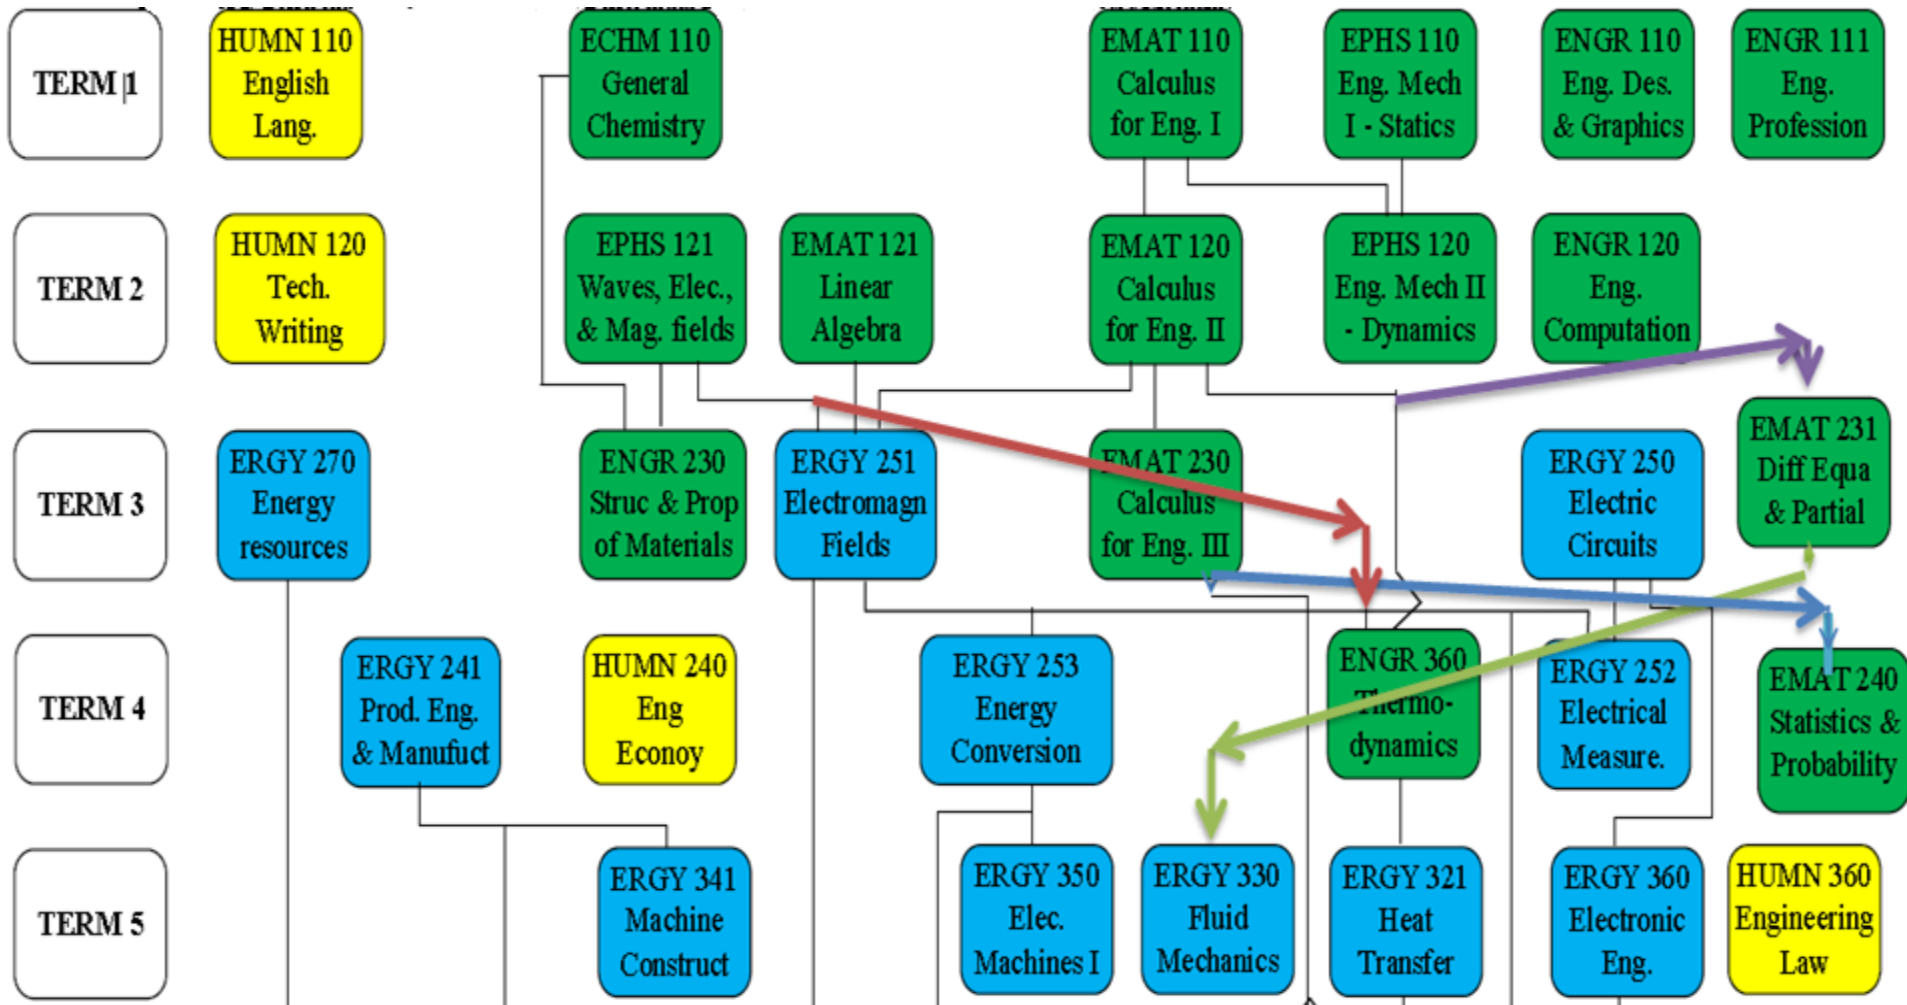 TERM 1
HUMN 110
English
Lang.
ECHM 110
General
Chemistry
EMAT 110
Calculus
for Eng. I
EPHS 110
Eng. Mech
I - Statics
ENGR 110
Eng. Des.
& Graphics
ENGR 111
Eng.
Profession
TERM 2
HUMN 120
Tech.
Writing
EPHS 121
Waves, Elec.,
& Mag. fields
EMAT 121
Linear
Algebra
EMAT 120
Calculus
for Eng. II
EPHS 120
Eng. Mech II
- Dynamics
ENGR 120
Eng.
Computation
TERM 3
ERGY 270
Energy
resources
ENGR 230
Struc & Prop
of Materials
ERGY 251
Electromagn
Fields
EMAT 230
Calculus
for Eng. III
ERGY 250
Electric
Circuits
EMAT 231
Diff Equa
& Partial
TERM 4
ERGY 241
Prod. Eng.
& Manufuct
HUMN 240
Eng
Econoy
ERGY 253
Energy
Conversion
ENGR 360
Thermo-
dynamics
ERGY 252
Electrical
Measure.
EMAT 240
Statistics &
Probability
TERM 5
ERGY 341
Machine
Construct
ERGY 350
Elec.
Machines I
ERGY 330
Fluid
Mechanics
ERGY 321
Heat
Transfer
ERGY 360
Electronic
Eng.
HUMN 360
Engineering
Law